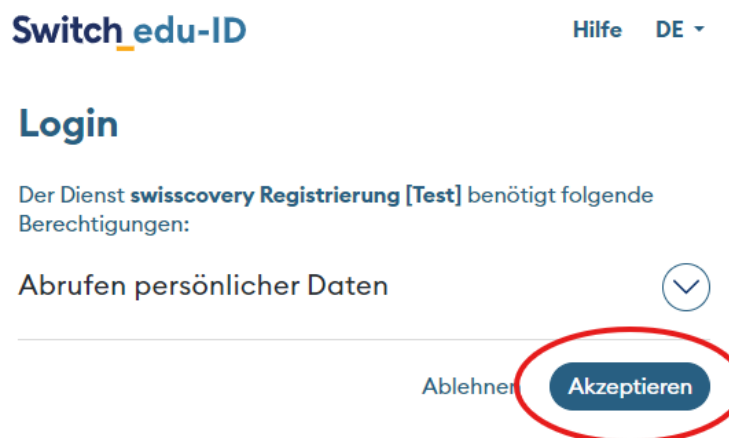 Switch edu-ID
Hilfe DE
Login
Der Dienst swisscovery Registrierung [Test] benötigt folgende
Berechtigungen:
Abrufen persönlicher Daten
Ablehnen Akzeptieren